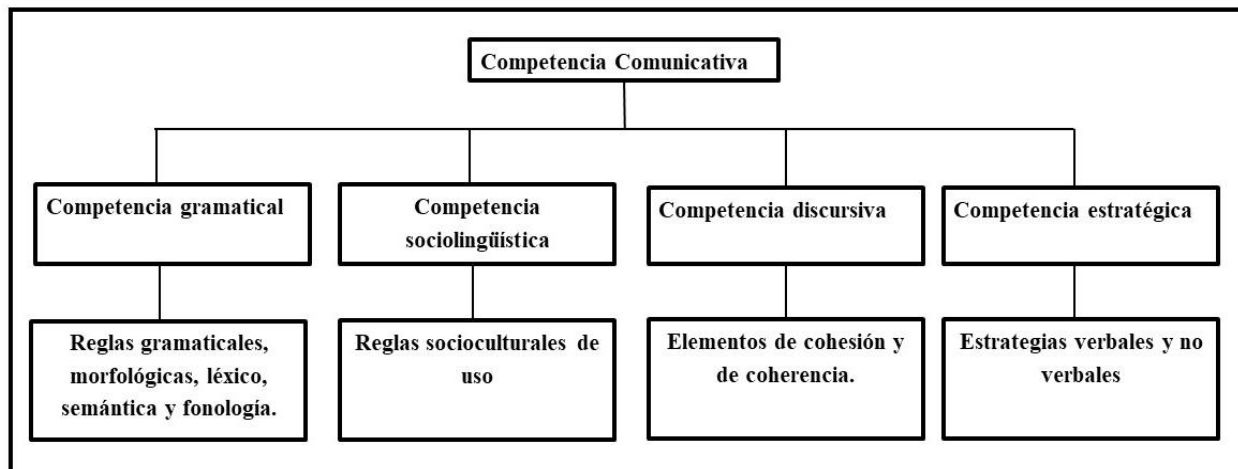 Competencia Comunicativa
Competencia gramatical
Competencia
sociolingüística
Competencia discursiva
Competencia estratégica
Reglas gramaticales,
morfológicas, léxico,
semántica y fonología.
Reglas socioculturales de
uso
Elementos de cohesión y
de coherencia.
Estrategias verbales y no
verbales